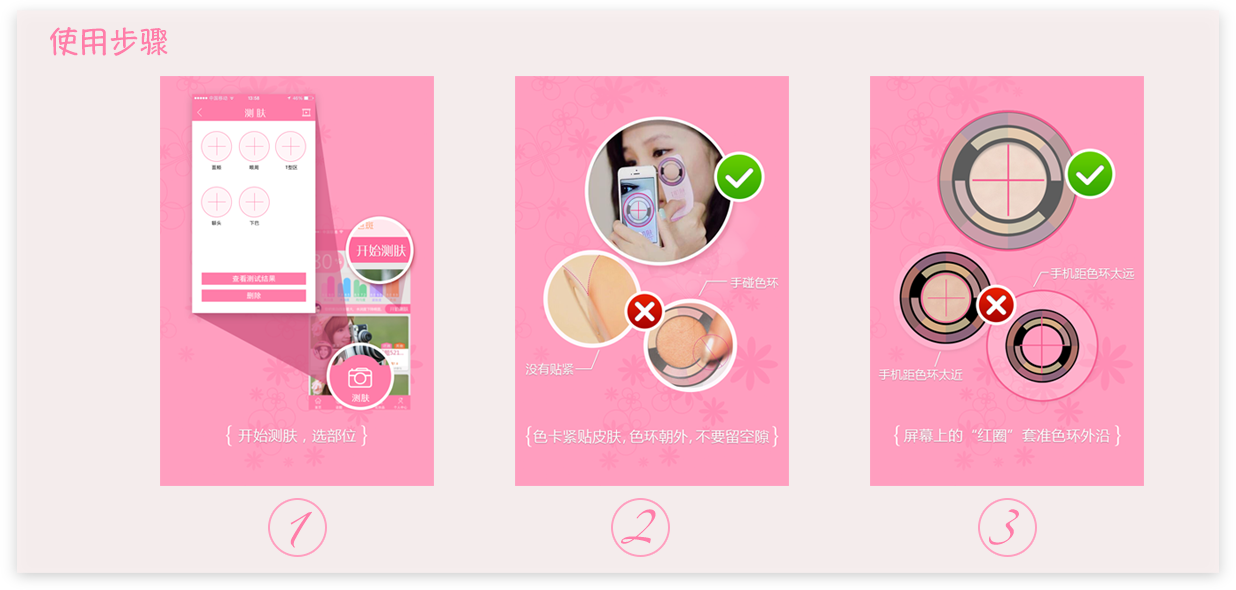 使用步骤
12:58
测 肤
面颊
眼周
T型区
额头
下巴
查看测试结果
删除
开始测肤
测肤
{ 开始测肤，选部位 }
手碰色环
没有贴紧
{色卡紧贴皮肤,色环朝外,不要留空隙}
手机距色环太远
手机距色环太近
{屏幕上的“红圈”套准色环外沿}
1
2
3